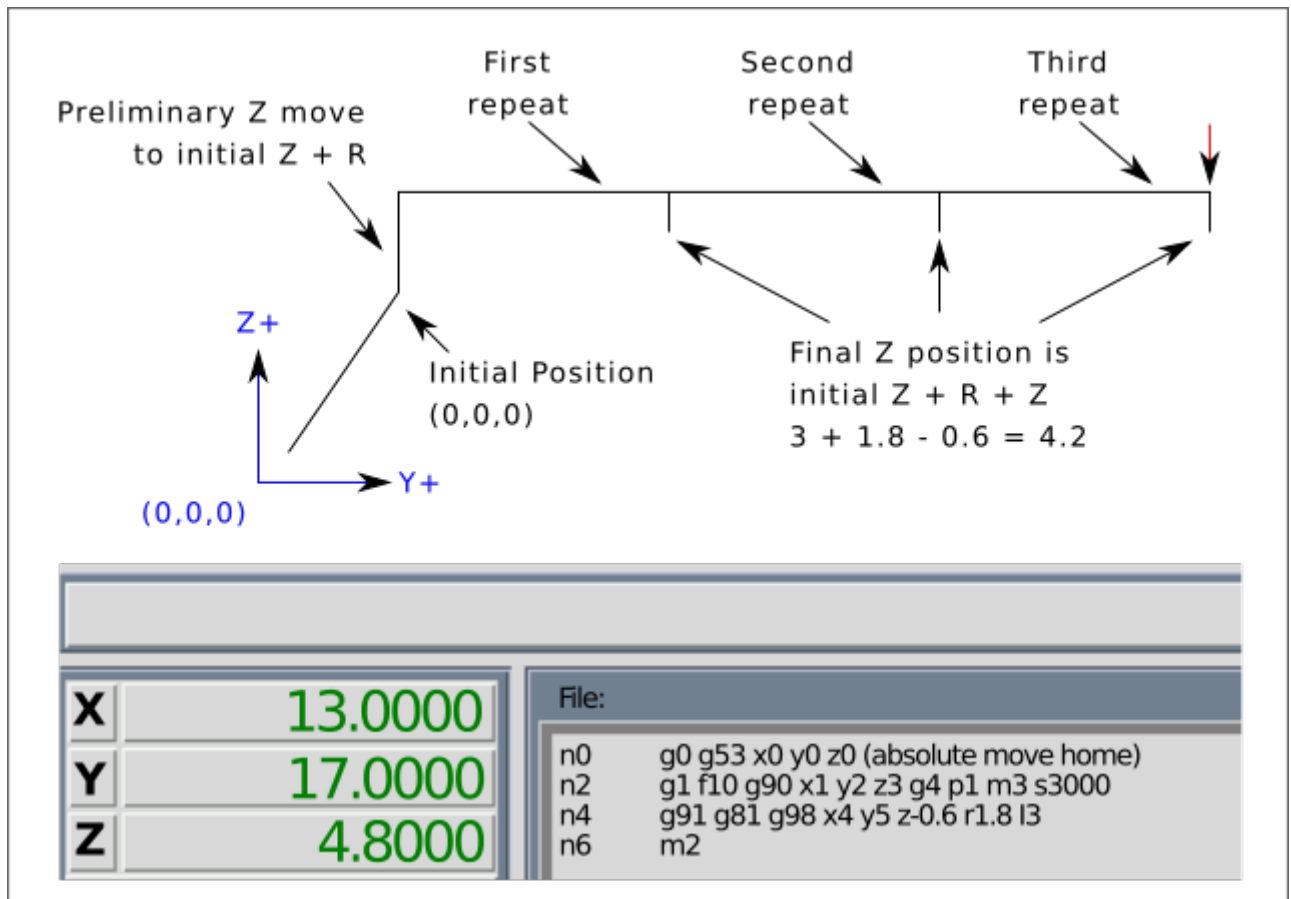 First
repeat
Second
repeat
Third
repeat
Preliminary Z move
to initial Z + R
Z+
Initial Position
(0,0,0)
Final Z position is
initial Z + R + Z
3 + 1.8 - 0.6 = 4.2
Y+
(0,0,0)
X 13.0000
Y 17.0000
Z 4.8000
File:
n0 g0 g53 x0 y0 z0 (absolute move home)
n2 g1 f10 g90 x1 y2 z3 g4 p1 m3 s3000
n4 g91 g81 g98 x4 y5 z-0.6 r1.8 l3
n6 m2